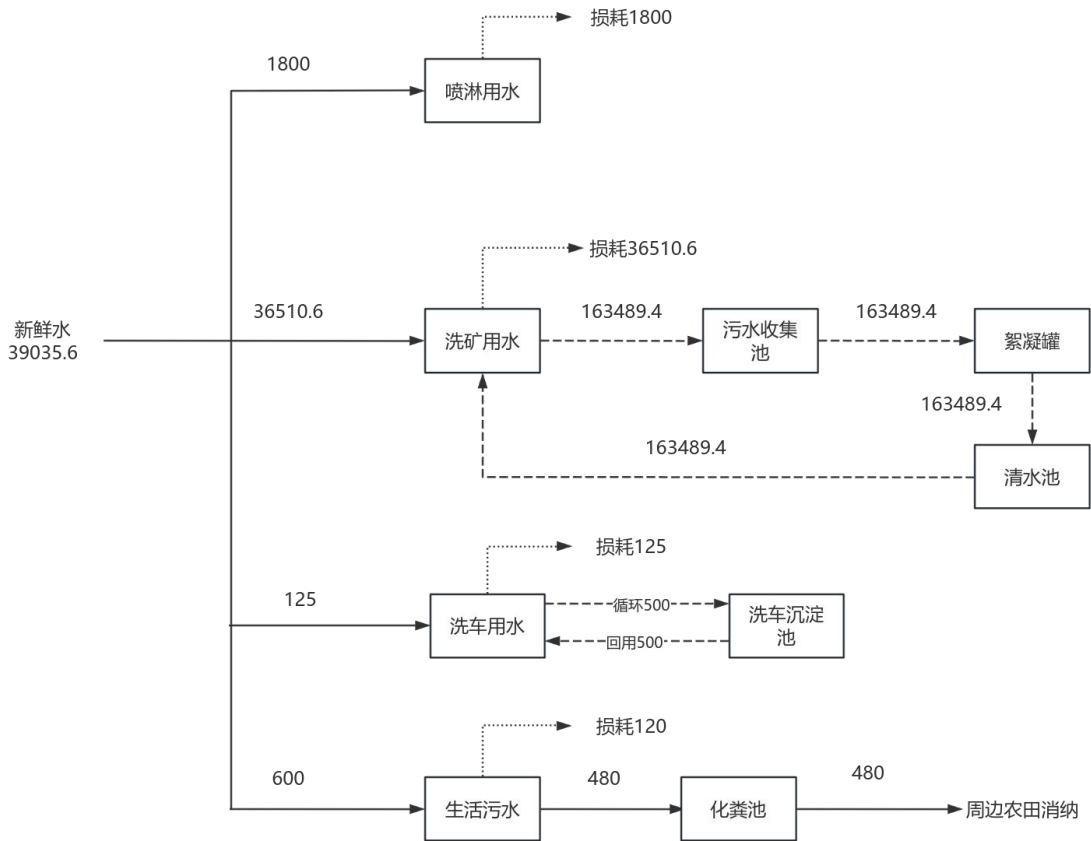 损耗1800
1800
喷淋用水
损耗36510.6
36510.6
163489.4
163489.4
新鲜水
39035.6
洗矿用水
污水收集
池
絮凝罐
163489.4
163489.4
清水池
损耗125
125
循环500
洗车用水
洗车沉淀
池
回用500
损耗120
600
480
480
生活污水
化粪池
周边农田消纳